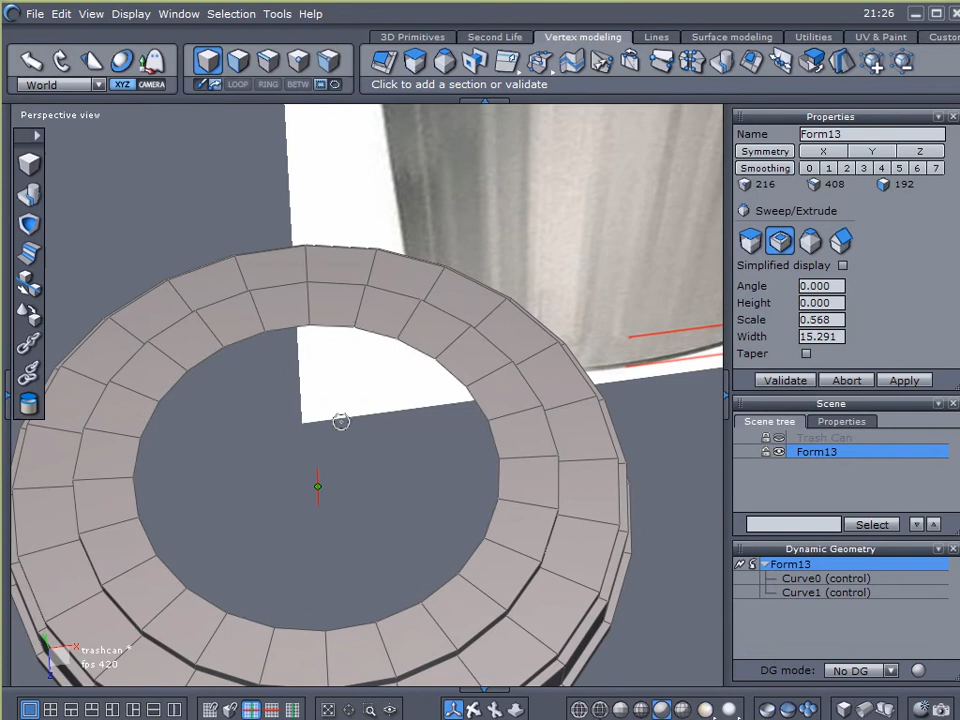 File Edit View Display Window Selection Tools Help 21:26
3D Primitives Second Life Vertex modeling Lines Surface modeling Utilities UV & Paint Custo
World XYZ CAMERA LOOP RING BETW Click to add a section or validate
Perspective view
Properties
Name Form13
Symmetry X Y Z
Smoothing 0 1 2 3 4 5 6 7
216 408 192
Sweep/Extrude
Simplified display
Angle 0.000
Height 0.000
Scale 0.568
Width 15.291
Taper
Validate Abort Apply
Scene
Scene tree Properties
Trash Can
Form13
Select
Dynamic Geometry
Form13
Curve0 (control)
Curve1 (control)
X
Z
trashcan *
fps 420
DG mode: No DG